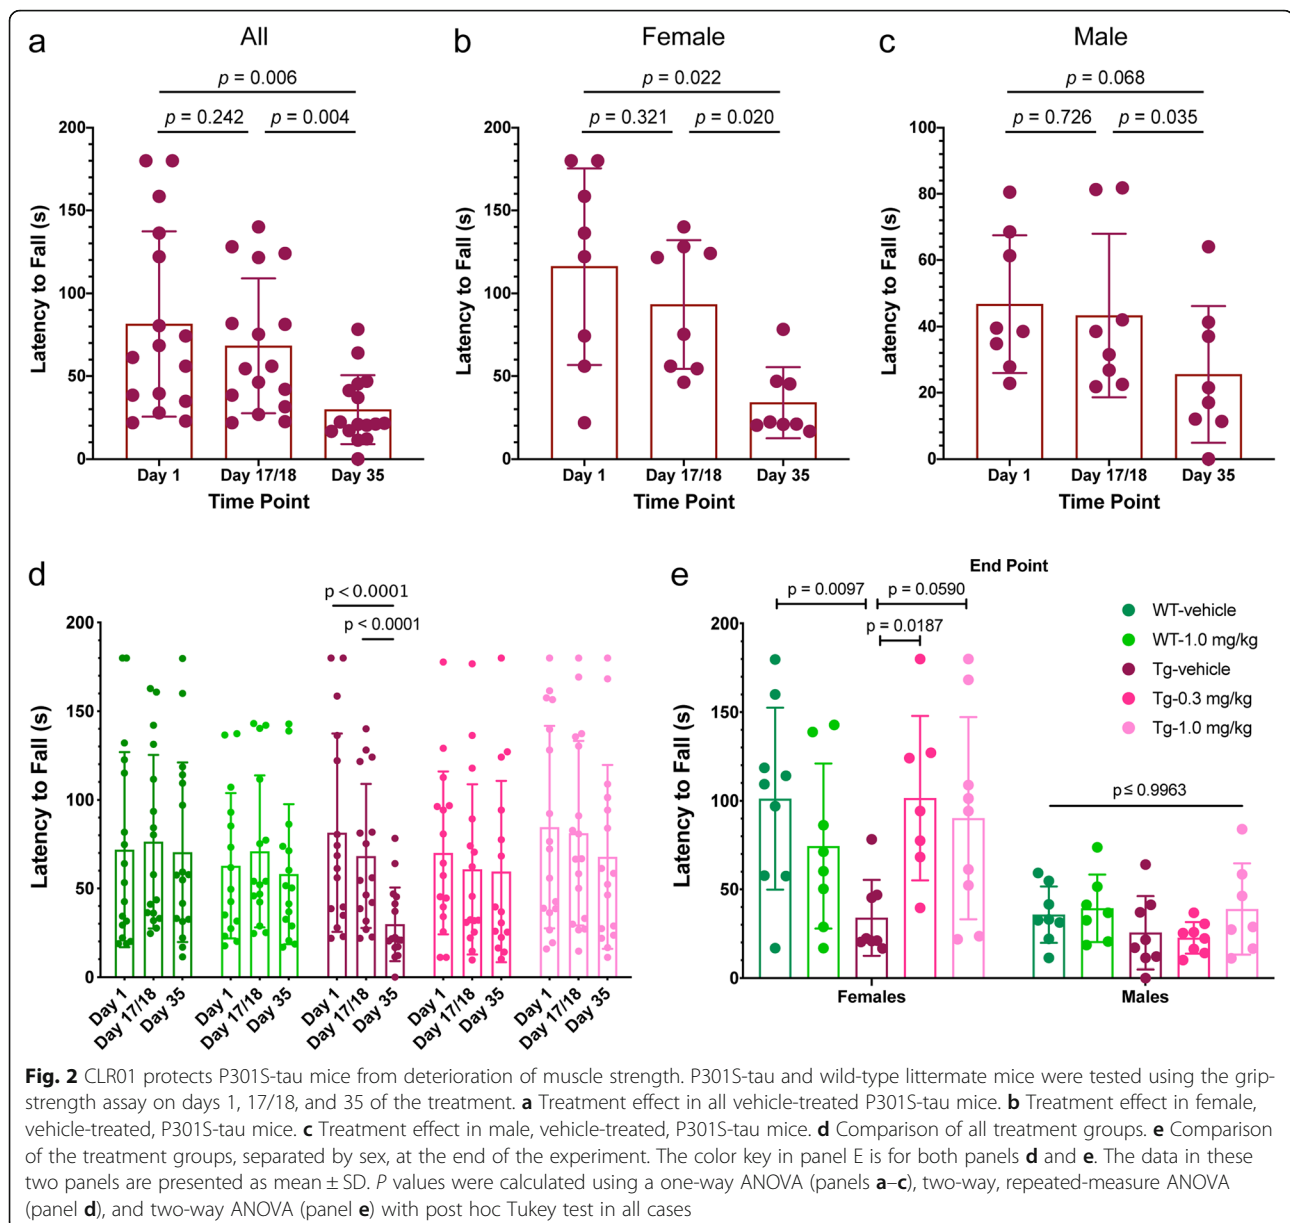 a
All
p = 0.006
p = 0.242
p = 0.004
200
150
100
50
0
Latency to Fall (s)
Day 1
Day 17/18
Day 35
Time Point
b
Female
p = 0.022
p = 0.321
p = 0.020
200
150
100
50
0
Latency to Fall (s)
Day 1
Day 17/18
Day 35
Time Point
c
Male
p = 0.068
p = 0.726
p = 0.035
100
80
60
40
20
0
Latency to Fall (s)
Day 1
Day 17/18
Day 35
Time Point
d
p < 0.0001
p < 0.0001
200
150
100
50
0
Latency to Fall (s)
Day 1
Day 17/18
Day 35
Day 1
Day 17/18
Day 35
Day 1
Day 17/18
Day 35
Day 1
Day 17/18
Day 35
Day 1
Day 17/18
Day 35
e
End Point
p = 0.0097
p = 0.0590
p = 0.0187
p ≤ 0.9963
WT-vehicle
WT-1.0 mg/kg
Tg-vehicle
Tg-0.3 mg/kg
Tg-1.0 mg/kg
200
150
100
50
0
Latency to Fall (s)
Females
Males
Fig. 2 CLR01 protects P301S-tau mice from deterioration of muscle strength. P301S-tau and wild-type littermate mice were tested using the grip-
strength assay on days 1, 17/18, and 35 of the treatment. a Treatment effect in all vehicle-treated P301S-tau mice. b Treatment effect in female,
vehicle-treated, P301S-tau mice. c Treatment effect in male, vehicle-treated, P301S-tau mice. d Comparison of all treatment groups. e Comparison
of the treatment groups, separated by sex, at the end of the experiment. The color key in panel E is for both panels d and e. The data in these
two panels are presented as mean ± SD. P values were calculated using a one-way ANOVA (panels a–c), two-way, repeated-measure ANOVA
(panel d), and two-way ANOVA (panel e) with post hoc Tukey test in all cases